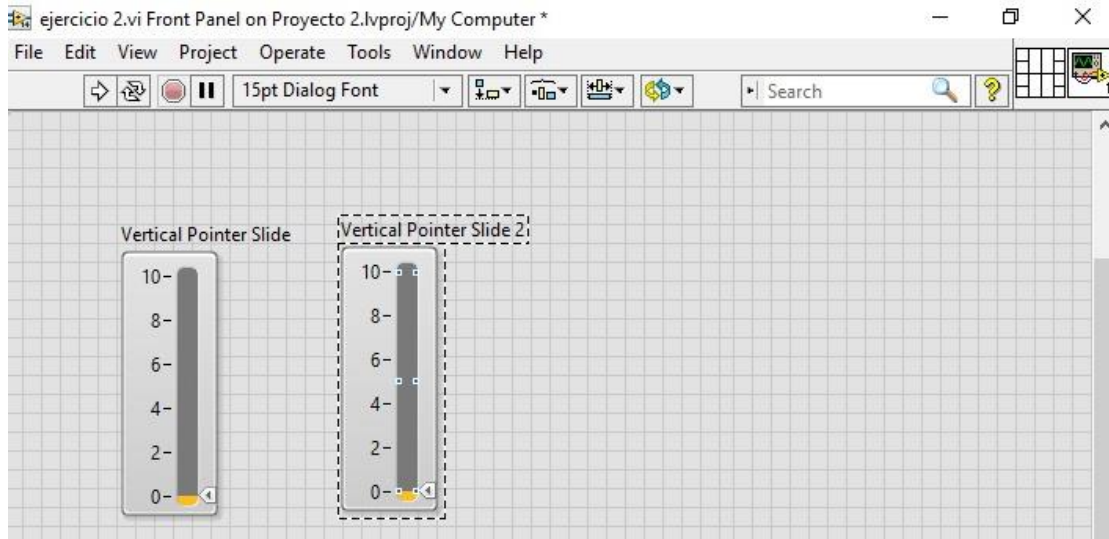 ejercicio 2.vi Front Panel on Proyecto 2.lvproj/My Computer *
File Edit View Project Operate Tools Window Help
15pt Dialog Font Search
Vertical Pointer Slide
10-
8-
6-
4-
2-
0-
Vertical Pointer Slide 2
10-
8-
6-
4-
2-
0-